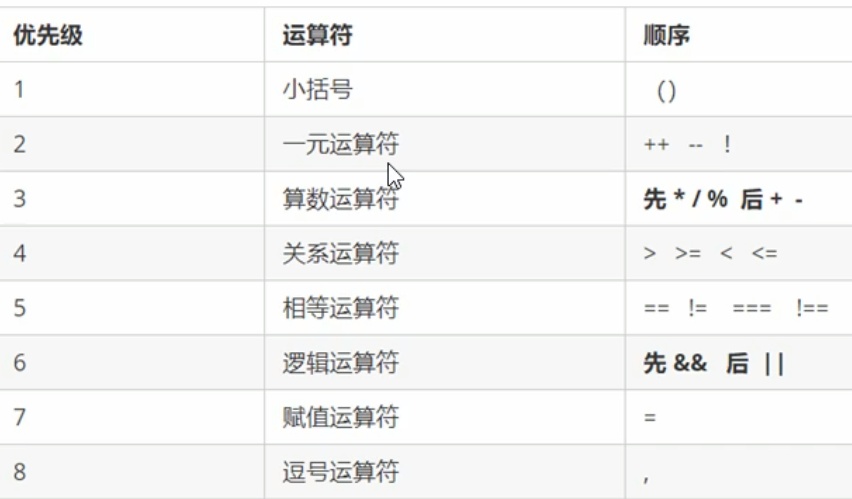 优先级 运算符 顺序
1 小括号 ()
2 一元运算符 ++ -- !
3 算数运算符 先 * / % 后 + -
4 关系运算符 > >= < <=
5 相等运算符 == != === !==
6 逻辑运算符 先 && 后 ||
7 赋值运算符 =
8 逗号运算符 ,